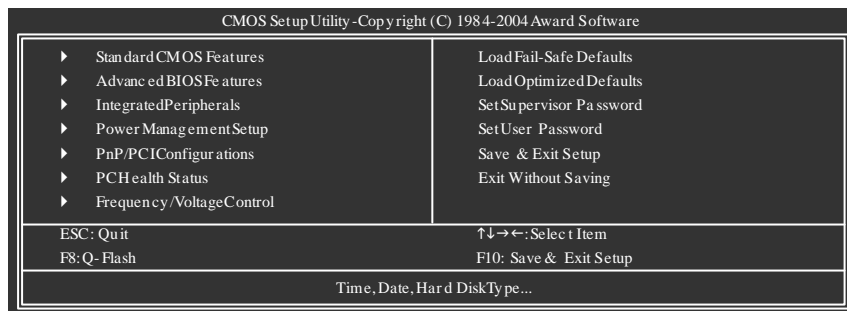 CMOS Setup Utility-Copyright (C) 1984-2004 Award Software
Standard CMOS Features
Advanced BIOS Features
Integrated Peripherals
Power Management Setup
PnP/PCI Configurations
PC Health Status
Frequency/Voltage Control
Load Fail-Safe Defaults
Load Optimized Defaults
Set Supervisor Password
Set User Password
Save & Exit Setup
Exit Without Saving
ESC: Quit
↑↓→←: Select Item
F8: Q-Flash
F10: Save & Exit Setup
Time, Date, Hard Disk Type...